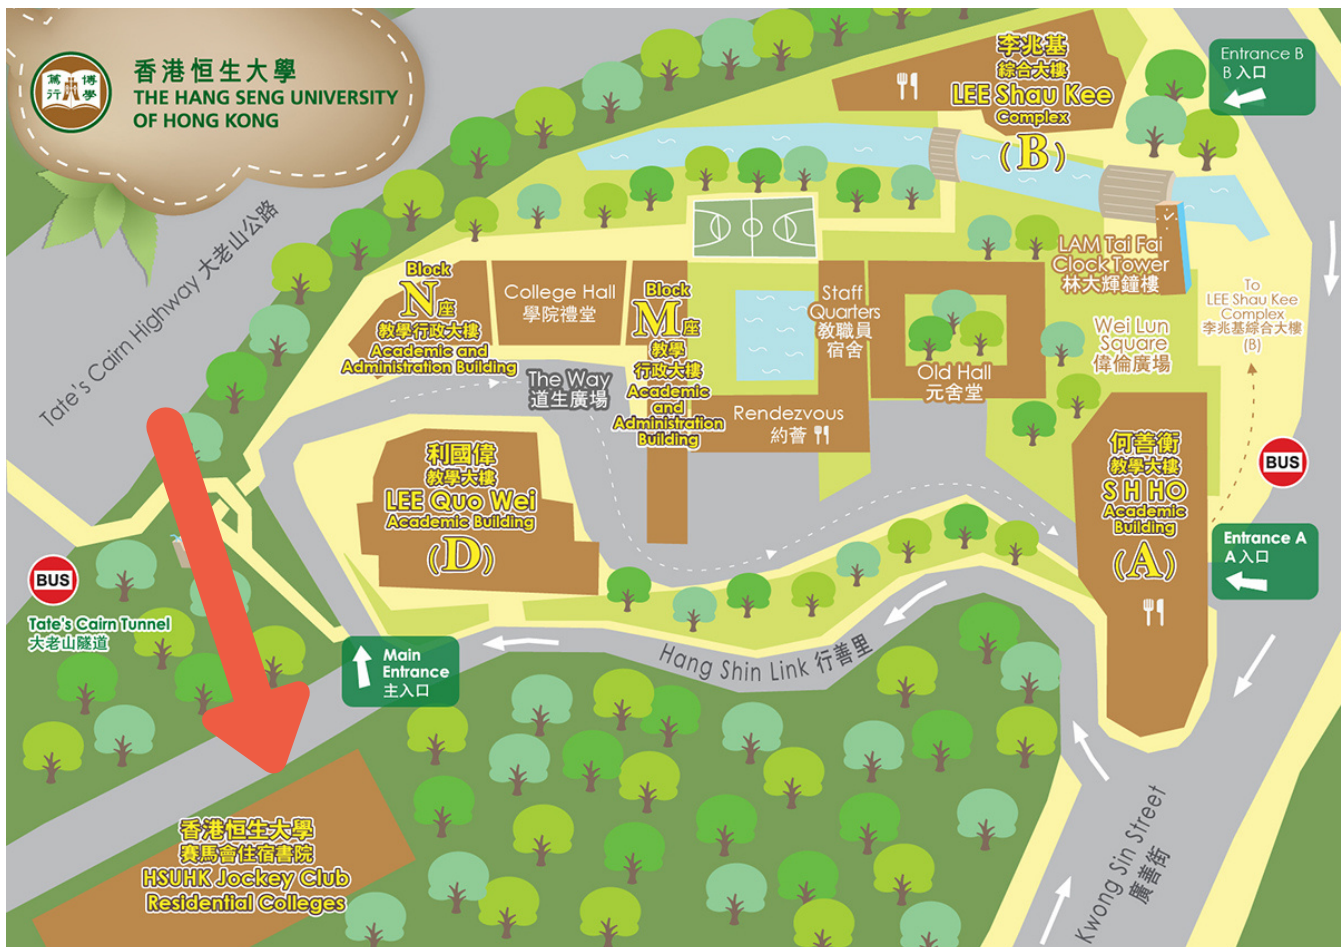 篤 博
行 學
香港恒生大學
THE HANG SENG UNIVERSITY
OF HONG KONG
李兆基
綜合大樓
LEE Shau Kee
Complex
(B)
Entrance B
B 入口
Tate's Cairn Highway 大老山公路
Block
N座
教學行政大樓
Academic and
Administration Building
College Hall
學院禮堂
Block
M座
教學
行政大樓
Academic
and
Administration
Building
Staff
Quarters
教職員
宿舍
LAM Tai Fai
Clock Tower
林大輝鐘樓
To
LEE Shau Kee
Complex
李兆基綜合大樓
(B)
Wei Lun
Square
偉倫廣場
Old Hall
元舍堂
The Way
道生廣場
Rendezvous
約薈
利國偉
教學大樓
LEE Quo Wei
Academic Building
(D)
何善衡
教學大樓
S H HO
Academic
Building
(A)
BUS
Entrance A
A 入口
BUS
Tate's Cairn Tunnel
大老山隧道
Main
Entrance
主入口
Hang Shin Link 行善里
Kwong Sin Street
廣善街
香港恒生大學
賽馬會住宿書院
HSUHK Jockey Club
Residential Colleges